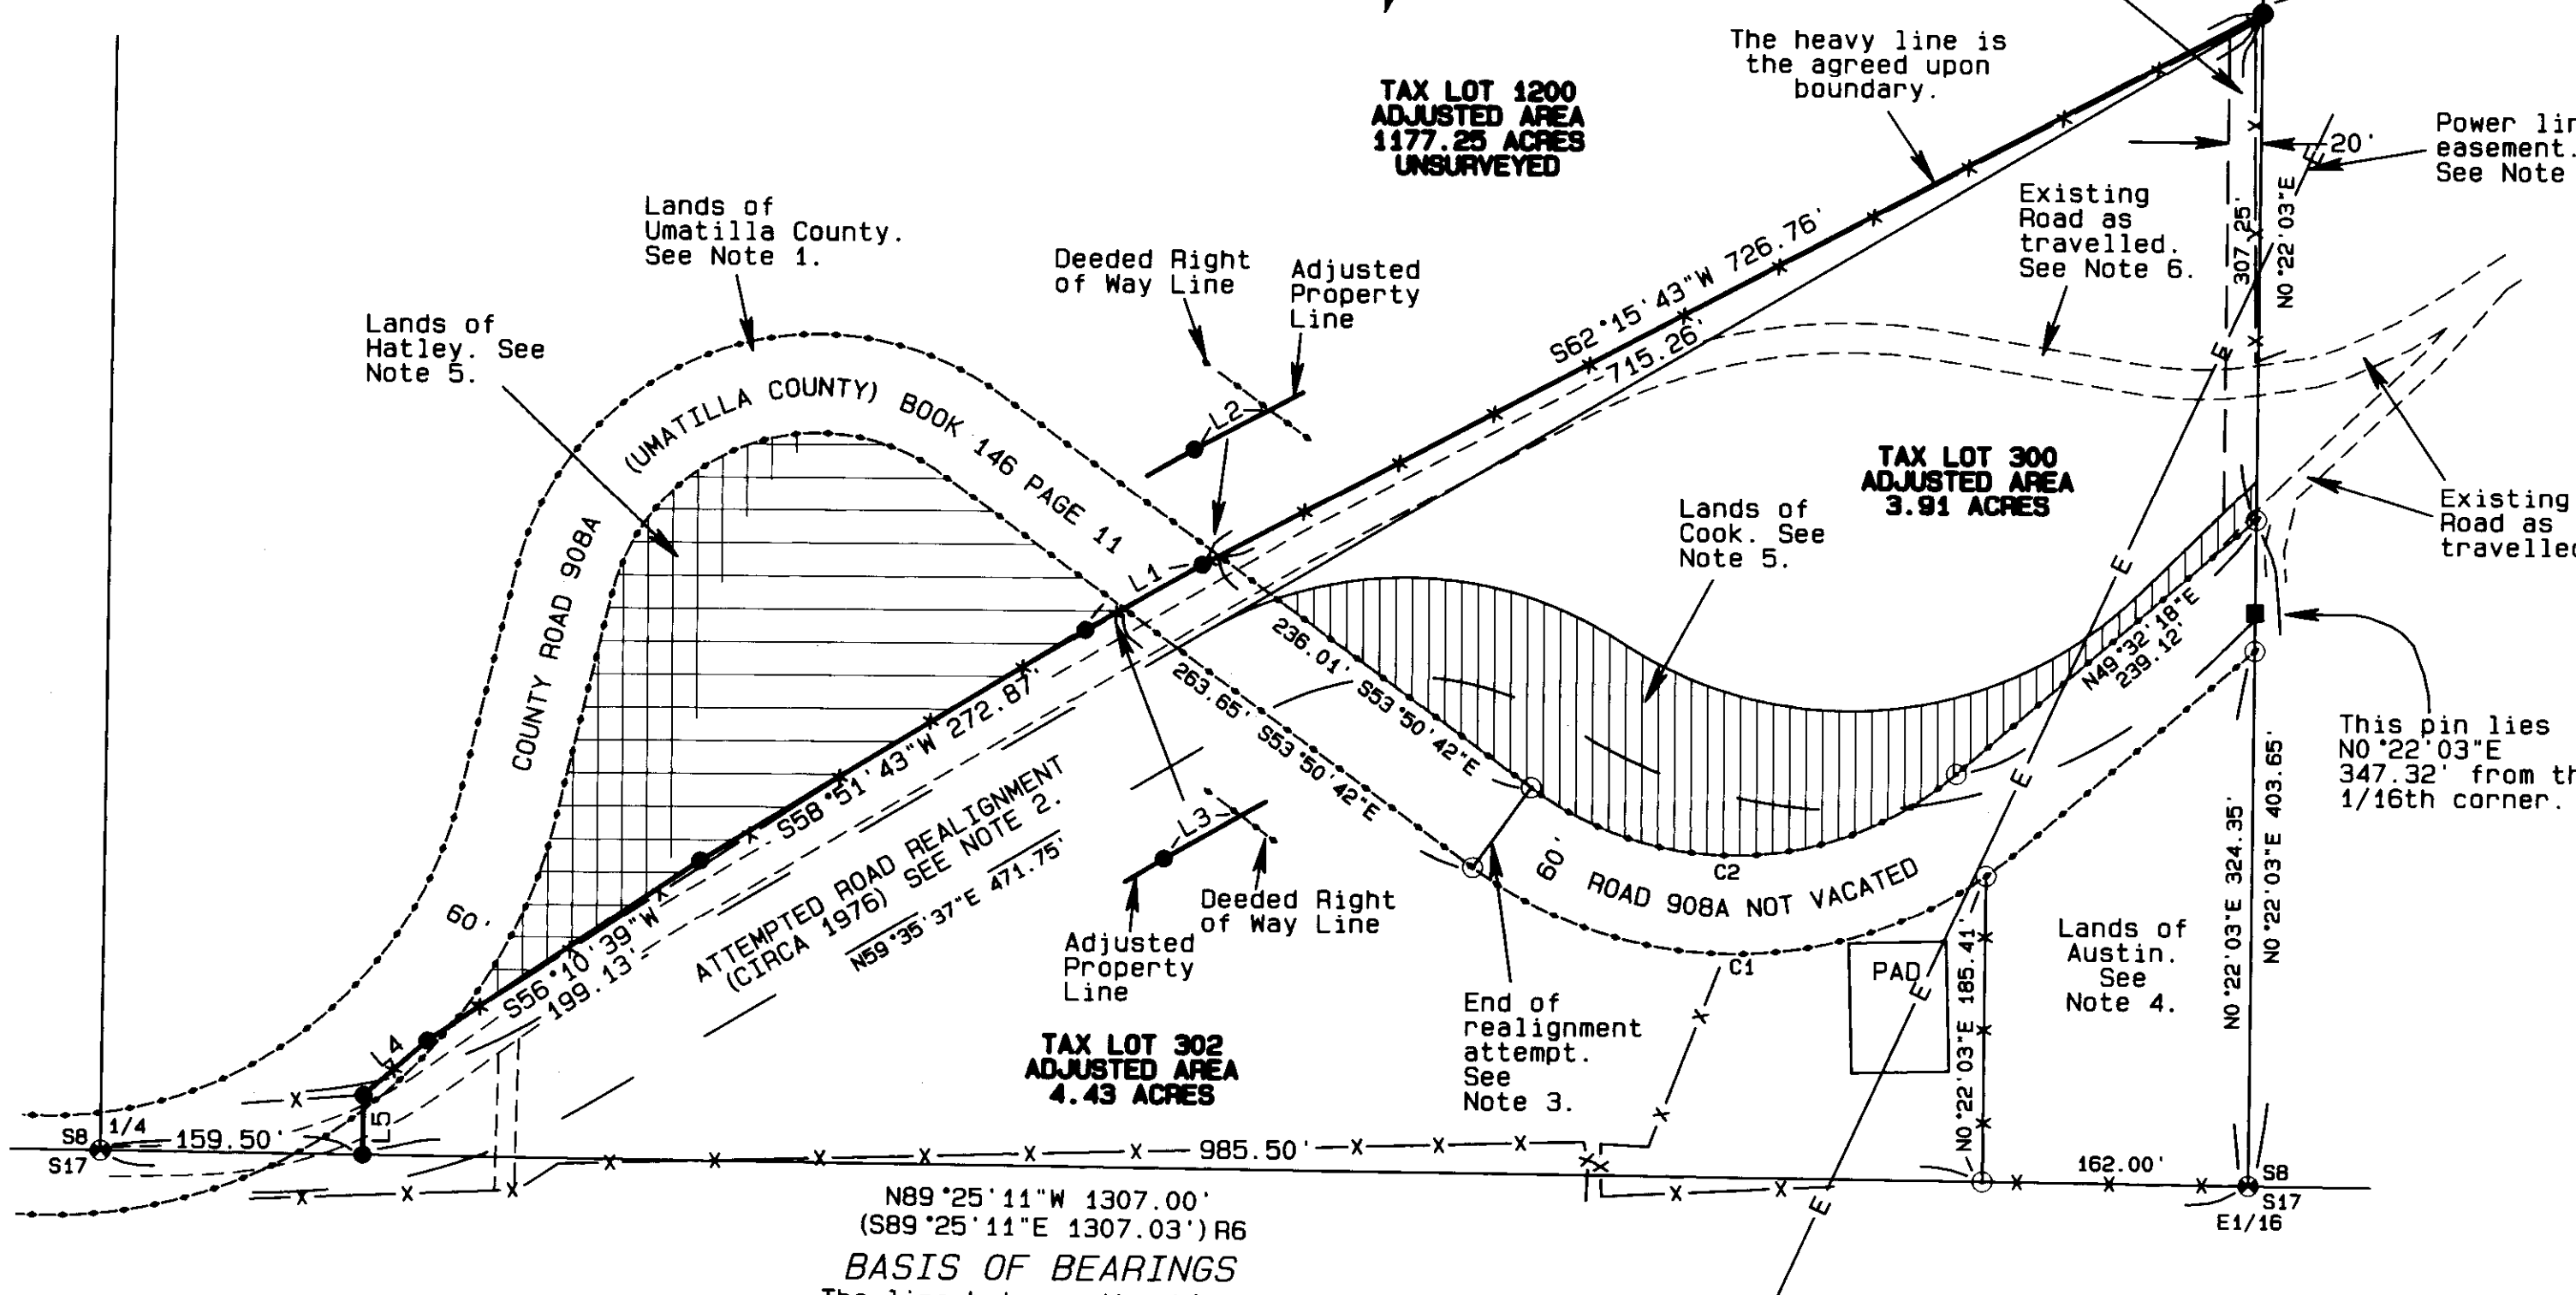 The heavy line is
the agreed upon
boundary.
TAX LOT 1200
ADJUSTED AREA
1177.25 ACRES
UNSURVEYED
20'
Power lin
easement.
See Note
Lands of
Umatilla County.
See Note 1.
Existing
Road as
travelled.
See Note 6.
307.25'
N0°22'03"E
Deeded Right
of Way Line
Adjusted
Property
Line
S62°15'43"W 726.76'
715.26'
Lands of
Hatley. See
Note 5.
(UMATILLA COUNTY) BOOK 146 PAGE 11
COUNTY ROAD 908A
L2
TAX LOT 300
ADJUSTED AREA
3.91 ACRES
Lands of
Cook. See
Note 5.
Existing
Road as
travelled
L1
E
E
E
E
E
E
E
236.01' S53°50'42"E
263.65' S53°50'42"E
N49°32'18"E
239.12'
This pin lies
N0°22'03"E
347.32' from th
1/16th corner.
S58°51'43"W 272.87'
ATTEMPTED ROAD REALIGNMENT
(CIRCA 1976) SEE NOTE 2.
N59°35'37"E 471.75'
L3
Deeded Right
of Way Line
Adjusted
Property
Line
60'
ROAD 908A NOT VACATED
C2
C1
N0°22'03"E 324.35'
N0°22'03"E 403.65'
60'
S56°10'39"W
199.13'
PAD
N0°22'03"E 185.41'
Lands of
Austin.
See
Note 4.
End of
realignment
attempt.
See
Note 3.
TAX LOT 302
ADJUSTED AREA
4.43 ACRES
L4
L5
S8
1/4
S17
159.50'
985.50'
162.00'
S8
S17
E1/16
N89°25'11"W 1307.00'
(S89°25'11"E 1307.03')R6
BASIS OF BEARINGS